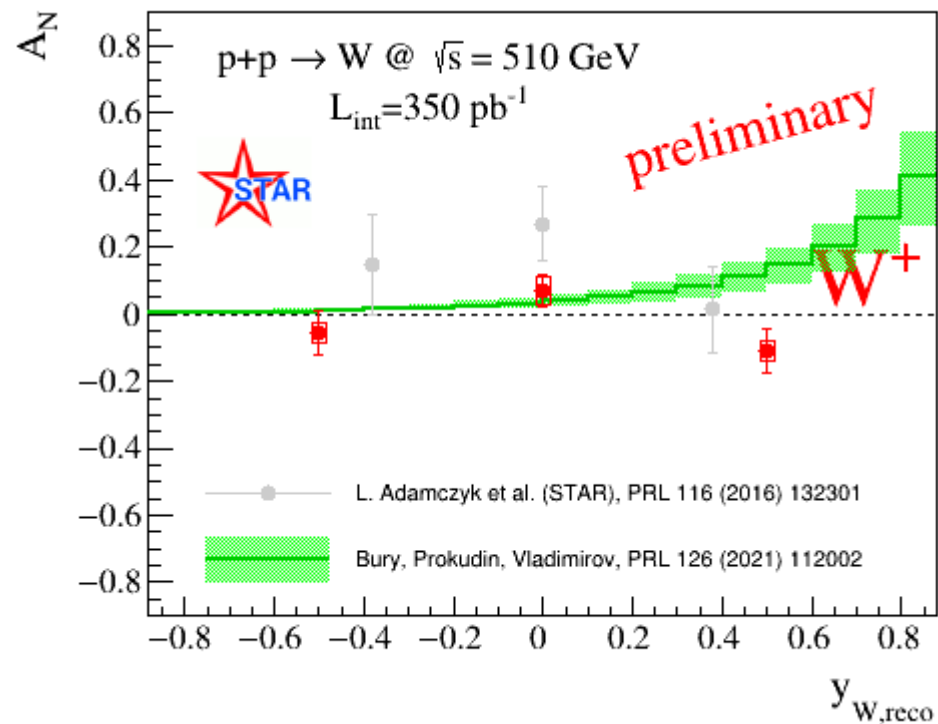 A_N
p+p → W @ √s = 510 GeV
L_int=350 pb^-1
preliminary
STAR
W+
L. Adamczyk et al. (STAR), PRL 116 (2016) 132301
Bury, Prokudin, Vladimirov, PRL 126 (2021) 112002
0.8
0.6
0.4
0.2
0
−0.2
−0.4
−0.6
−0.8
−0.8 −0.6 −0.4 −0.2 0 0.2 0.4 0.6 0.8
y_W,reco